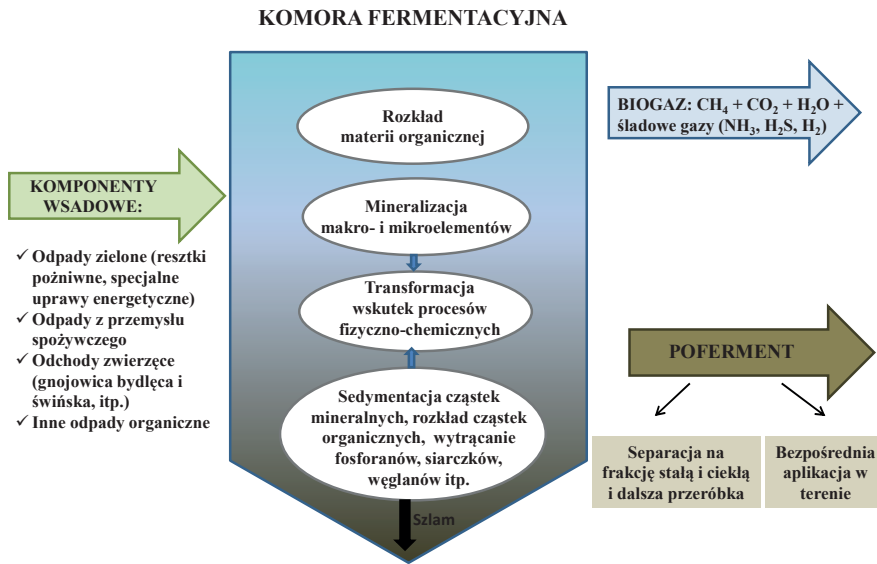 KOMORA FERMENTACYJNA
KOMPONENTY
WSADOWE:
✓ Odpady zielone (resztki
pożniwne, specjalne
uprawy energetyczne)
✓ Odpady z przemysłu
spożywczego
✓ Odchody zwierzęce
(gnojowica bydlęca i
świńska, itp.)
✓ Inne odpady organiczne
Rozkład
materii organicznej
Mineralizacja
makro- i mikroelementów
Transformacja
wskutek procesów
fizyczno-chemicznych
Sedymentacja cząstek
mineralnych, rozkład cząstek
organicznych, wytrącanie
fosforanów, siarczków,
węglanów itp.
Szlam
BIOGAZ: CH₄ + CO₂ + H₂O +
śladowe gazy (NH₃, H₂S, H₂)
POFERMENT
Separacja na
frakcję stałą i ciekłą
i dalsza przeróbka
Bezpośrednia
aplikacja w
terenie